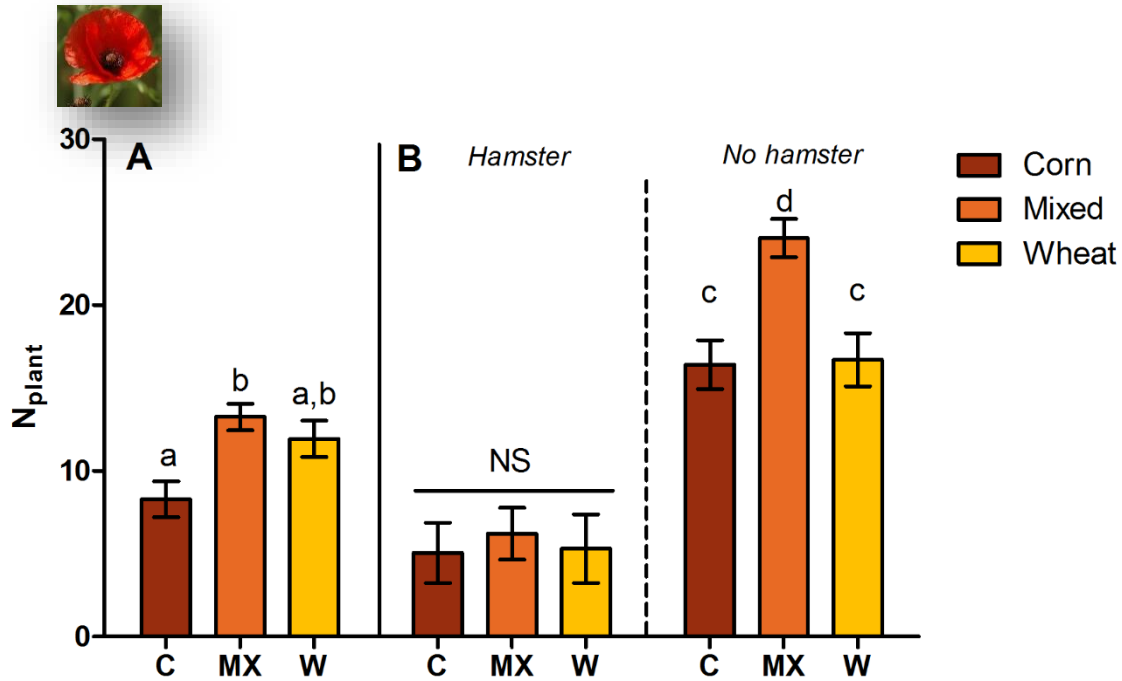 30
A
B
Hamster
No hamster
Corn
Mixed
Wheat
d
c
c
20
N_plant
b
a,b
a
NS
10
0
C MX W C MX W C MX W